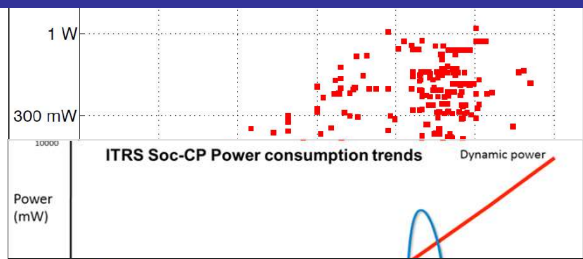 1 W
300 mW
10000
ITRS Soc-CP Power consumption trends
Dynamic power
Power
(mW)